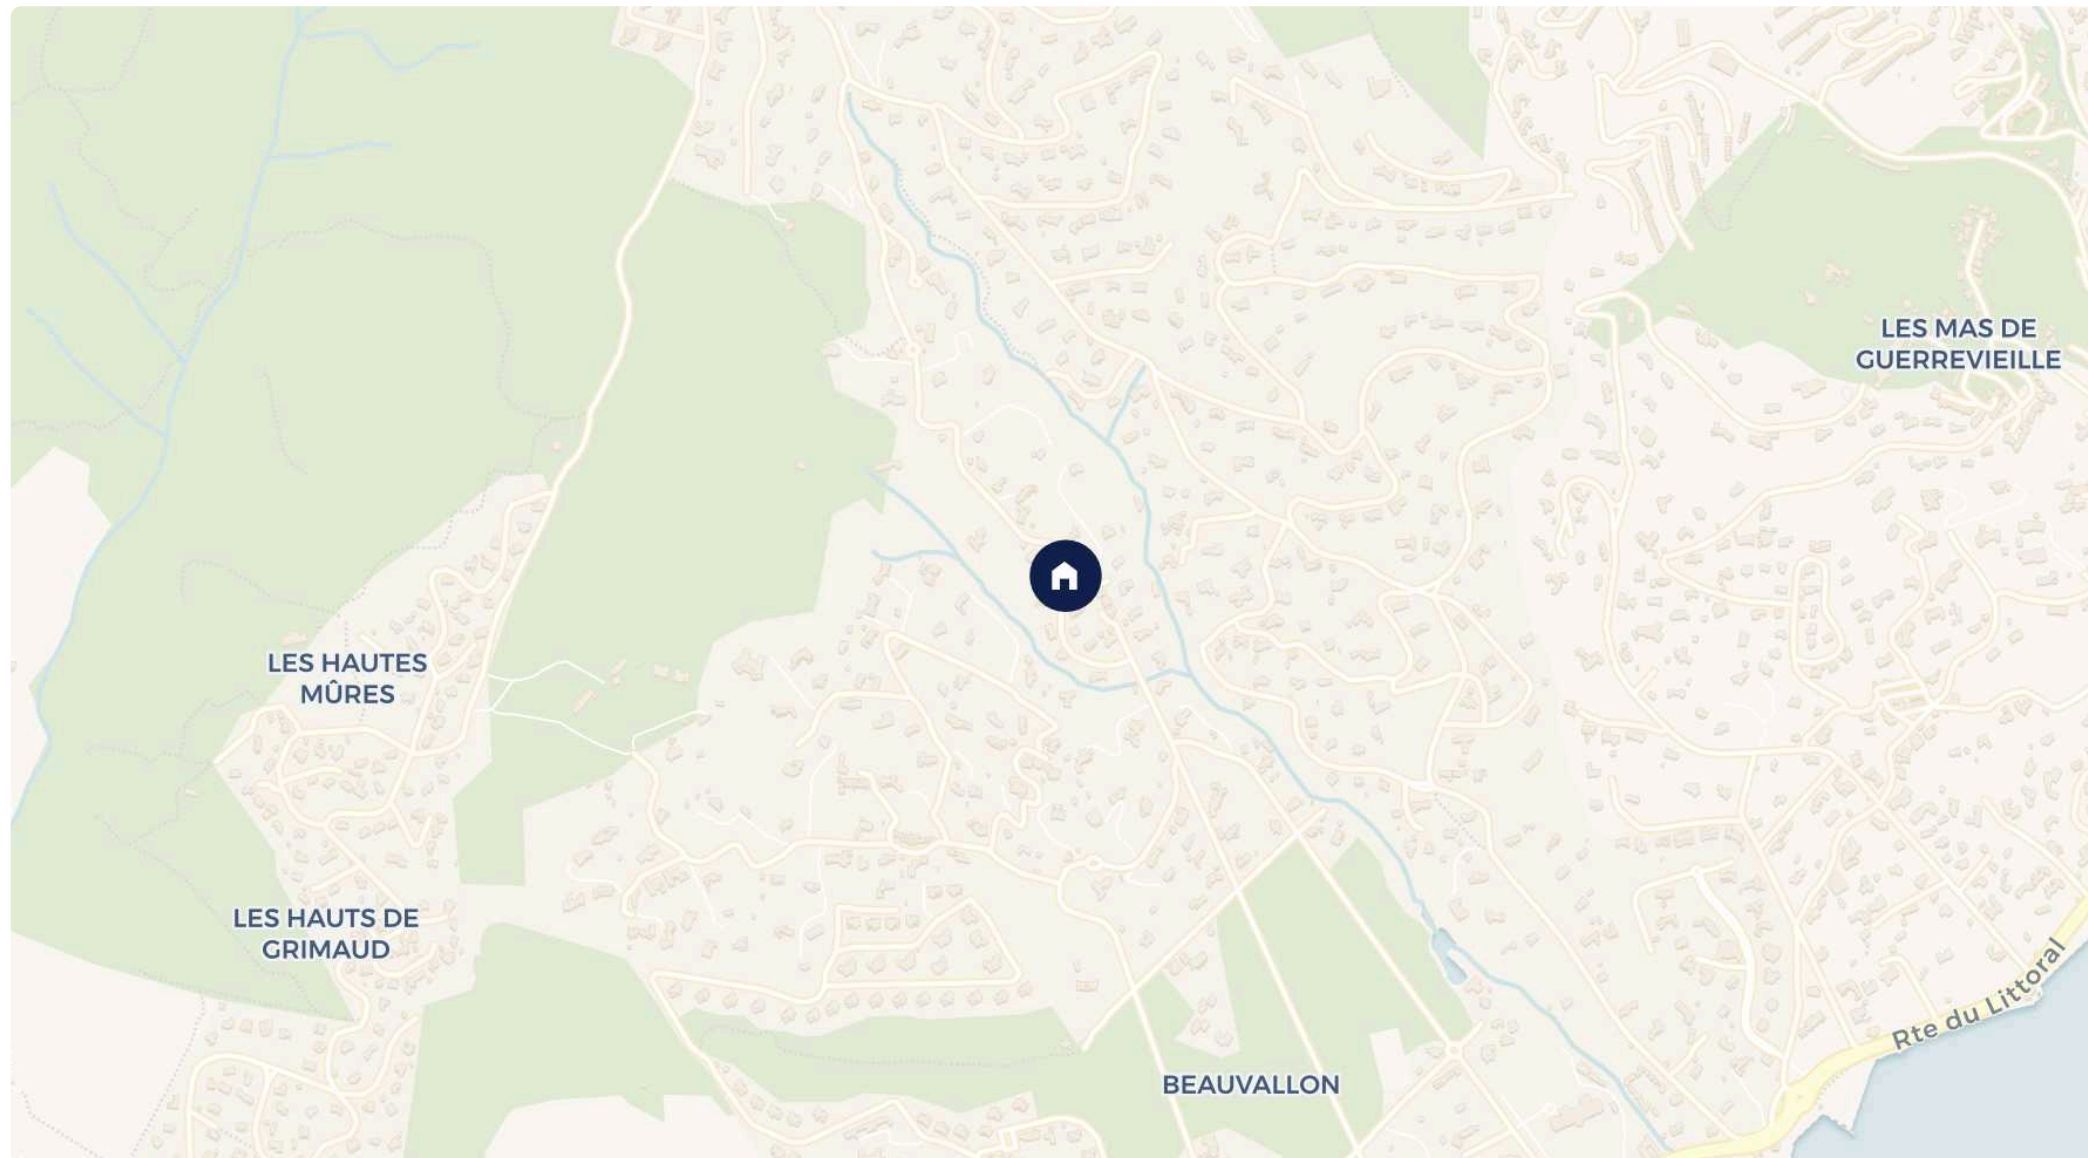 LES MAS DE
GUERREVIEILLE
LES HAUTES
MÛRES
LES HAUTS DE
GRIMAUD
Rte du Littoral
BEAUVALLON